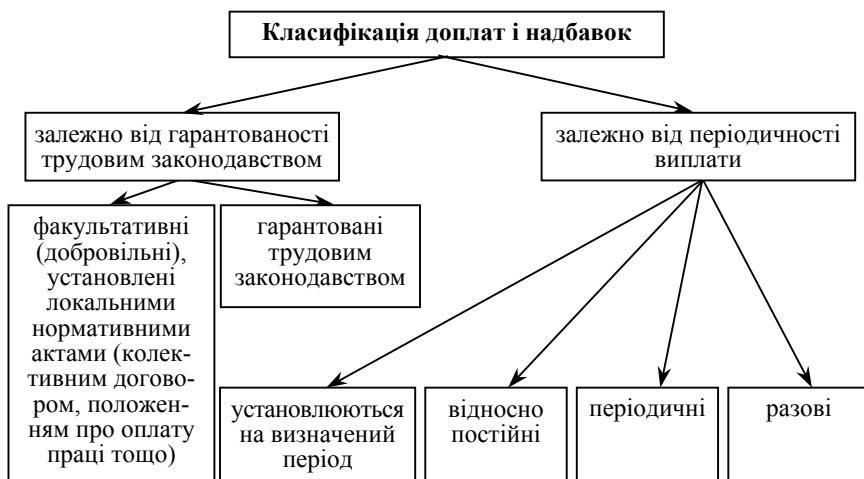 Класифікація доплат і надбавок
залежно від гарантованості
трудовим законодавством
залежно від періодичності
виплати
факультативні
(добровільні),
установлені
локальними
нормативними
актами (колек-
тивним догово-
ром, положен-
ням про оплату
праці тощо)
гарантовані
трудовим
законодавством
установлюються
на визначений
період
відносно
постійні
періодичні
разові